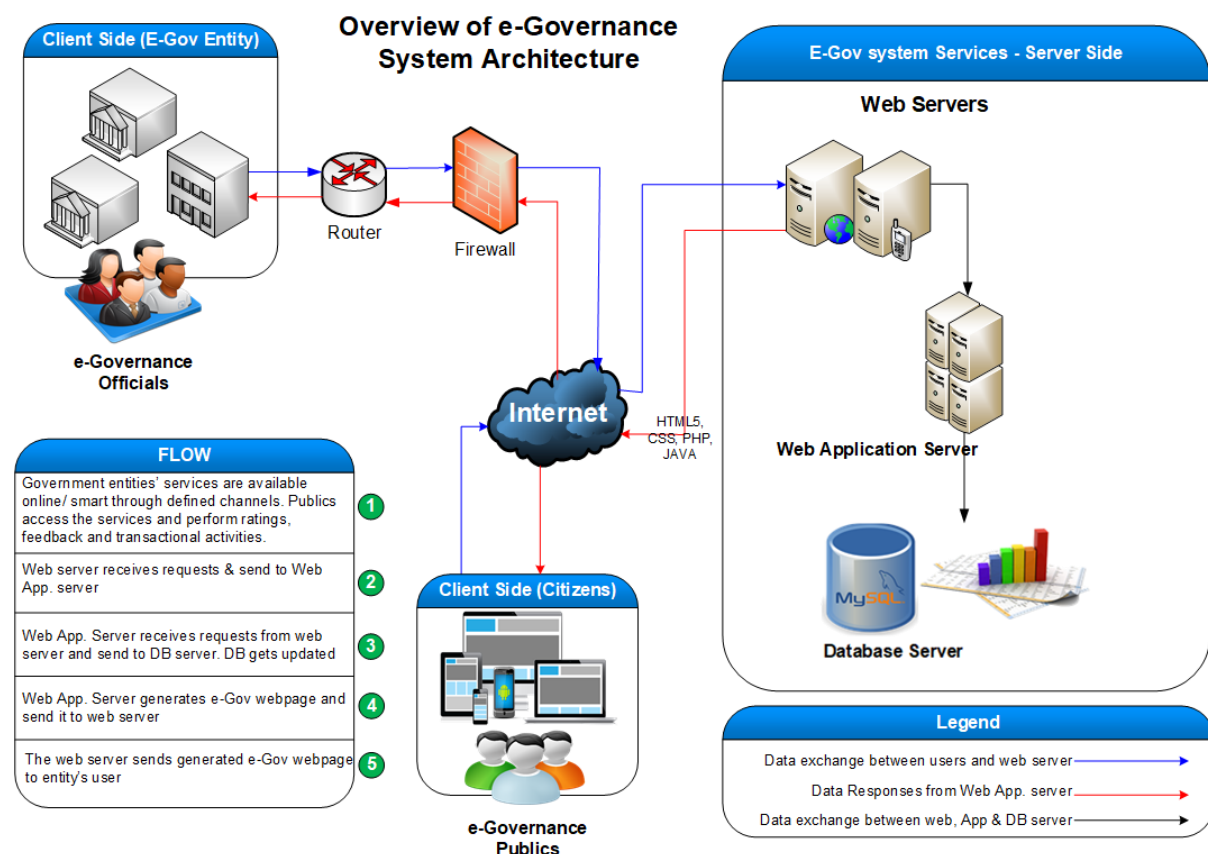 Overview of e-Governance
System Architecture
Client Side (E-Gov Entity)
Router
Firewall
e-Governance
Officials
E-Gov system Services - Server Side
Web Servers
Web Application Server
MySQL
Database Server
Internet
HTML5,
CSS, PHP,
JAVA
FLOW
Government entities’ services are available
online/ smart through defined channels. Publics
access the services and perform ratings,
feedback and transactional activities.
1
Web server receives requests & send to Web
App. server
2
Web App. Server receives requests from web
server and send to DB server. DB gets updated
3
Web App. Server generates e-Gov webpage and
send it to web server
4
The web server sends generated e-Gov webpage
to entity’s user
5
Client Side (Citizens)
e-Governance
Publics
Legend
Data exchange between users and web server
Data Responses from Web App. server
Data exchange between web, App & DB server